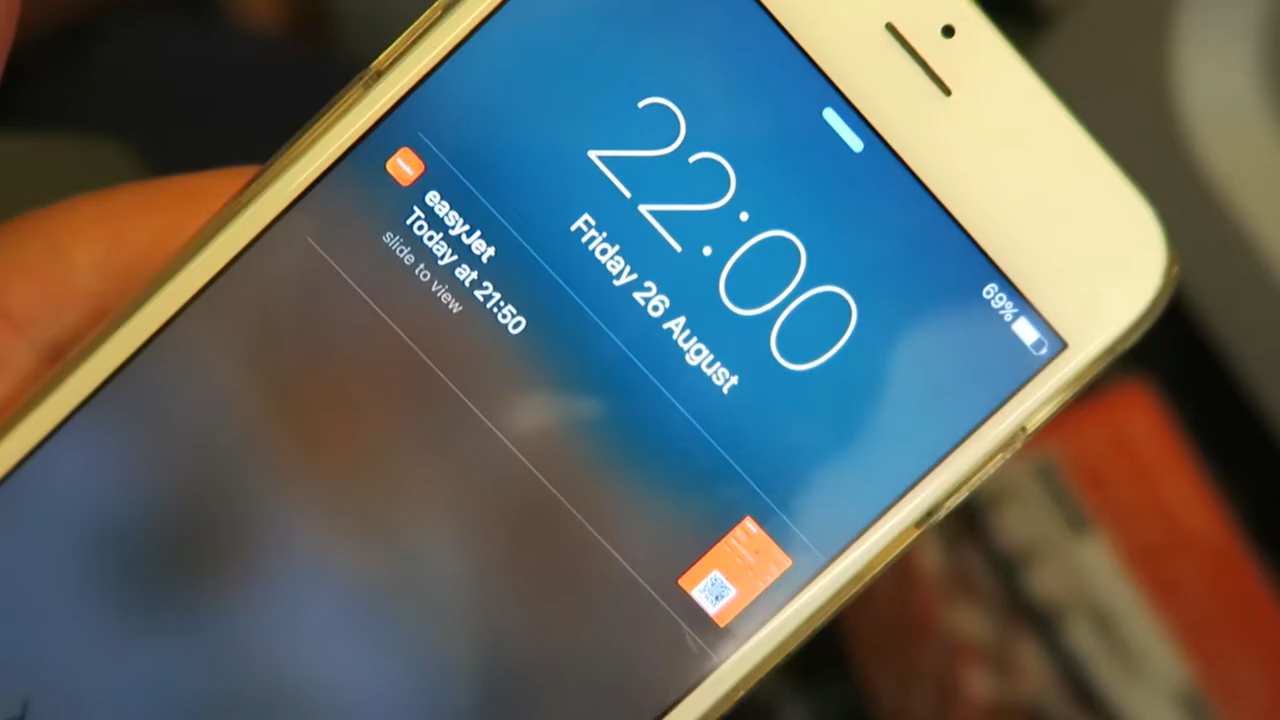 69%
22:00
Friday 26 August
easyJet
Today at 21:50
slide to view